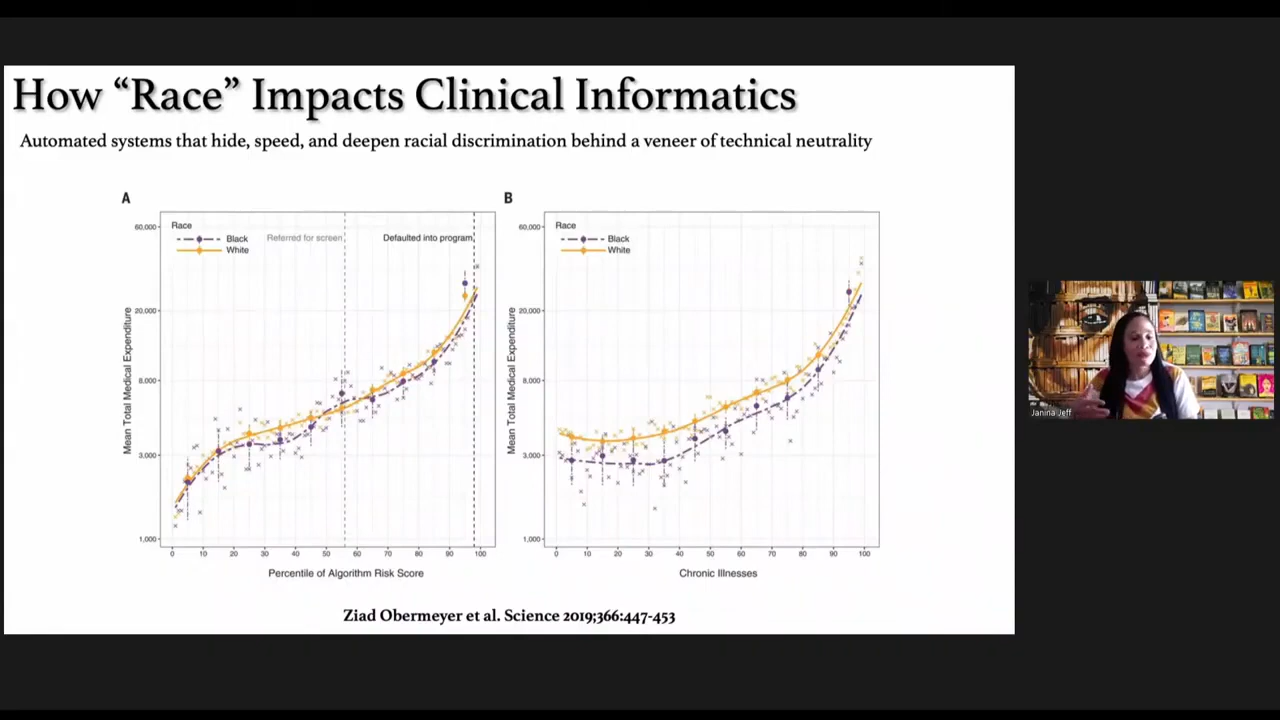 How “Race” Impacts Clinical Informatics
Automated systems that hide, speed, and deepen racial discrimination behind a veneer of technical neutrality
A
Race
Black
White
Referred for screen
Defaulted into program
60,000
20,000
8,000
3,000
1,000
Mean Total Medical Expenditure
0 10 20 30 40 50 60 70 80 90 100
Percentile of Algorithm Risk Score
B
Race
Black
White
60,000
20,000
8,000
3,000
1,000
Mean Total Medical Expenditure
0 10 20 30 40 50 60 70 80 90 100
Chronic Illnesses
Ziad Obermeyer et al. Science 2019;366:447-453
Janina Jeff